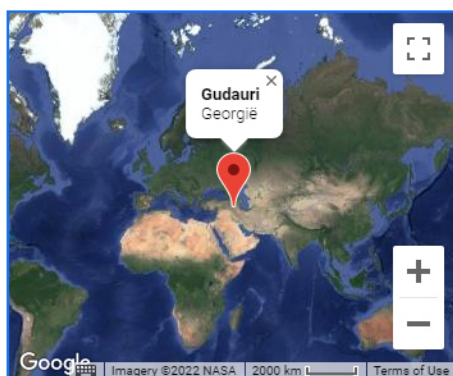 Gudauri
Georgië
Google
Imagery ©2022 NASA
2000 km
Terms of Use